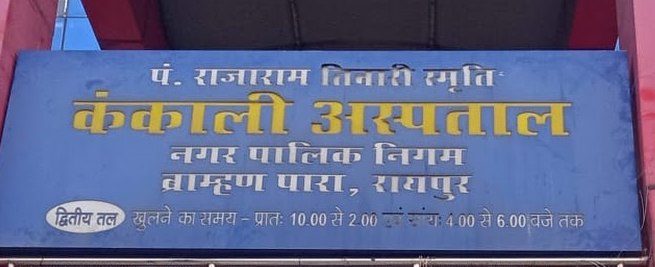 पं. राजाराम तिवारी स्मृति
कंकाली अस्पताल
नगर पालिक निगम
ब्राम्हण पारा, रायपुर
द्वितीय तल खुलने का समय - प्रातः 10.00 से 2.00 एवं सांयः 4:00 से 6.00 बजे तक